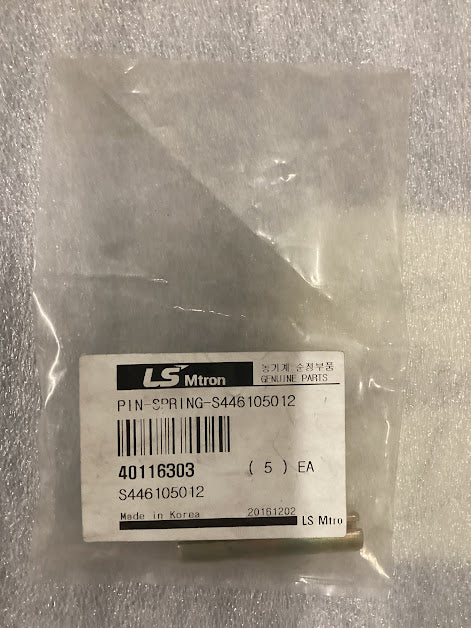 LS Mtron
농기계 순정부품
GENUINE PARTS
PIN-SPRING-S446105012
40116303 ( 5 ) EA
S446105012
Made in Korea 20161202
LS Mtro